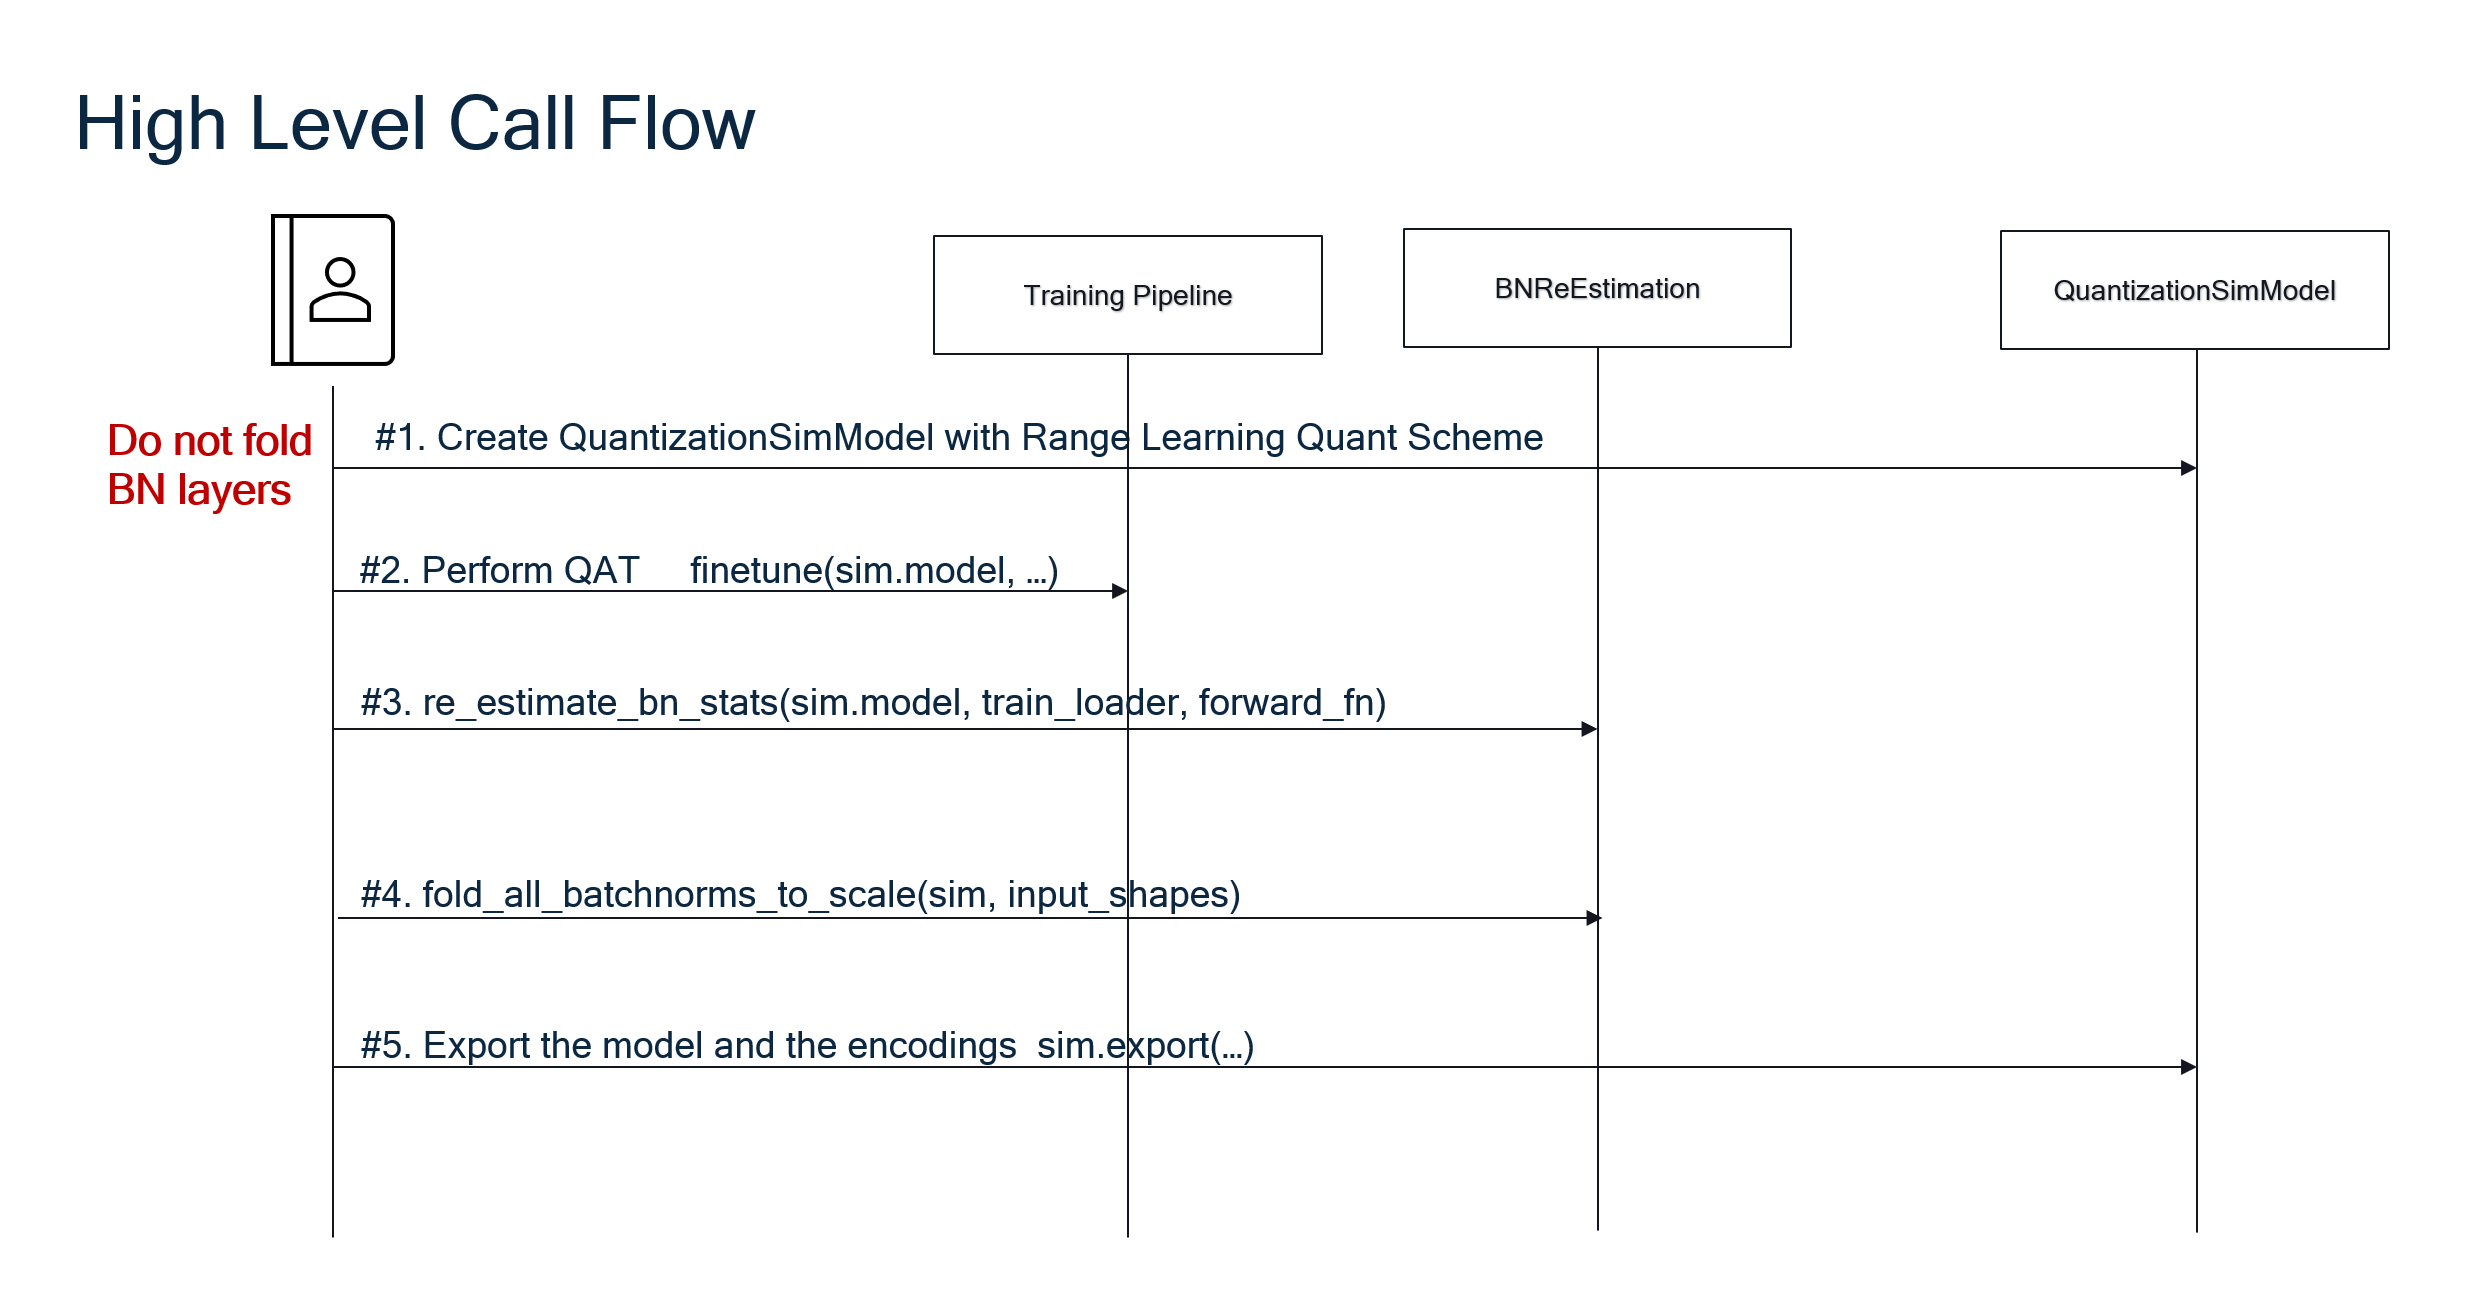 High Level Call Flow
Training Pipeline
BNReEstimation
QuantizationSimModel
Do not fold
BN layers
#1. Create QuantizationSimModel with Range Learning Quant Scheme
#2. Perform QAT finetune(sim.model, ...)
#3. re_estimate_bn_stats(sim.model, train_loader, forward_fn)
#4. fold_all_batchnorms_to_scale(sim, input_shapes)
#5. Export the model and the encodings sim.export(...)